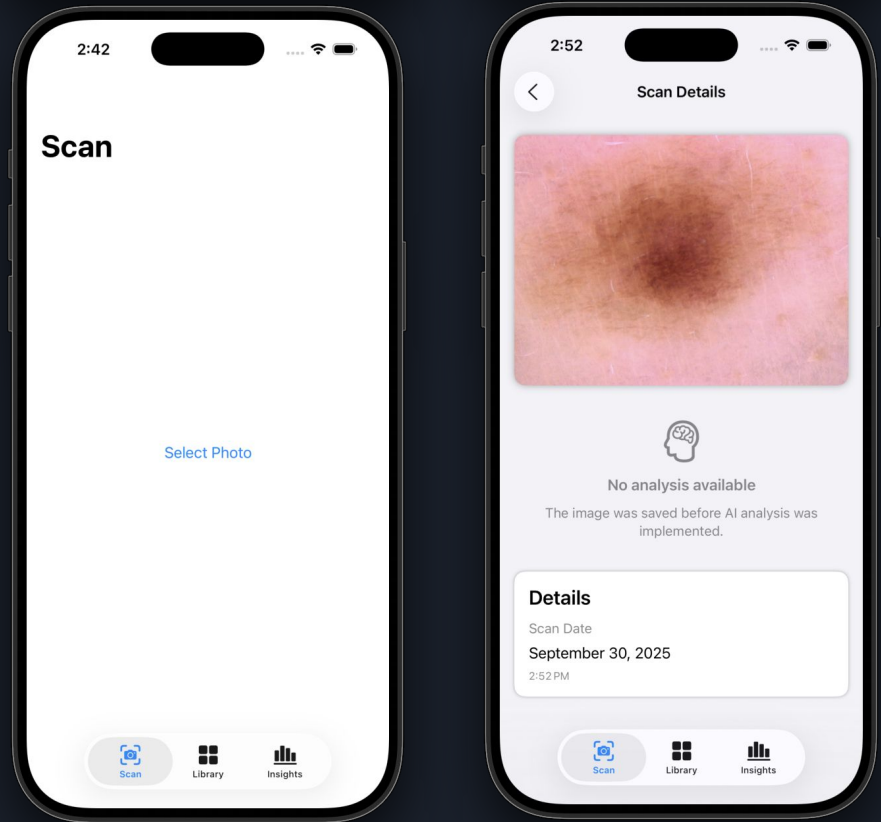 2:42
Scan
Select Photo
Scan
Library
Insights
2:52
Scan Details
No analysis available
The image was saved before AI analysis was
implemented.
Details
Scan Date
September 30, 2025
2:52 PM
Scan
Library
Insights